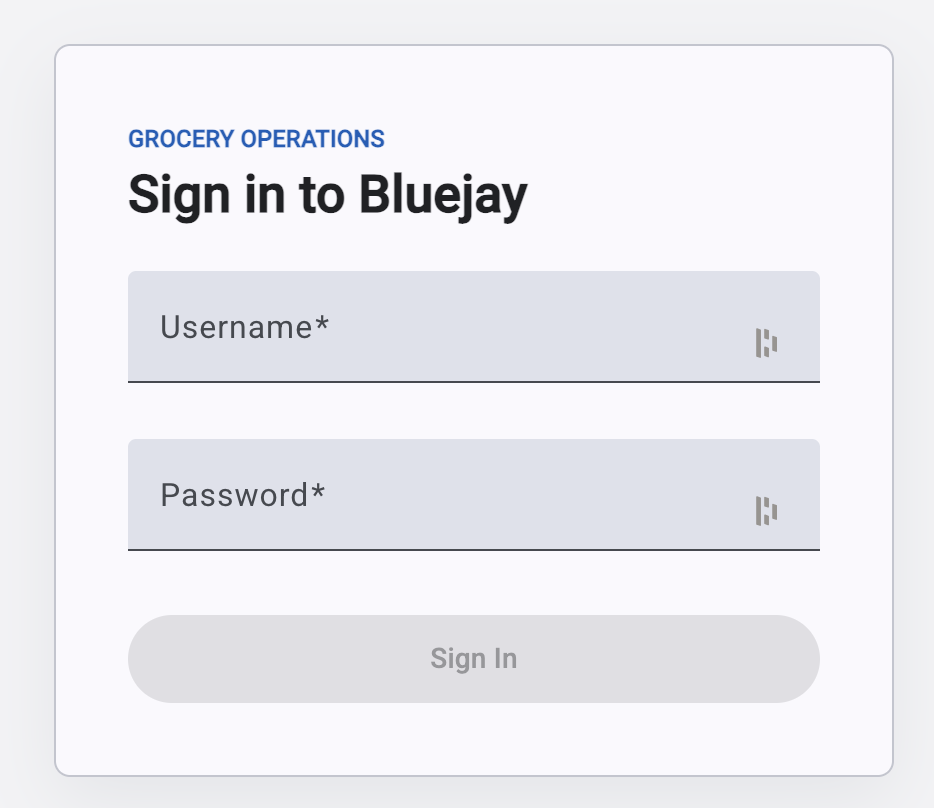 GROCERY OPERATIONS
Sign in to Bluejay
Username*
Password*
Sign In